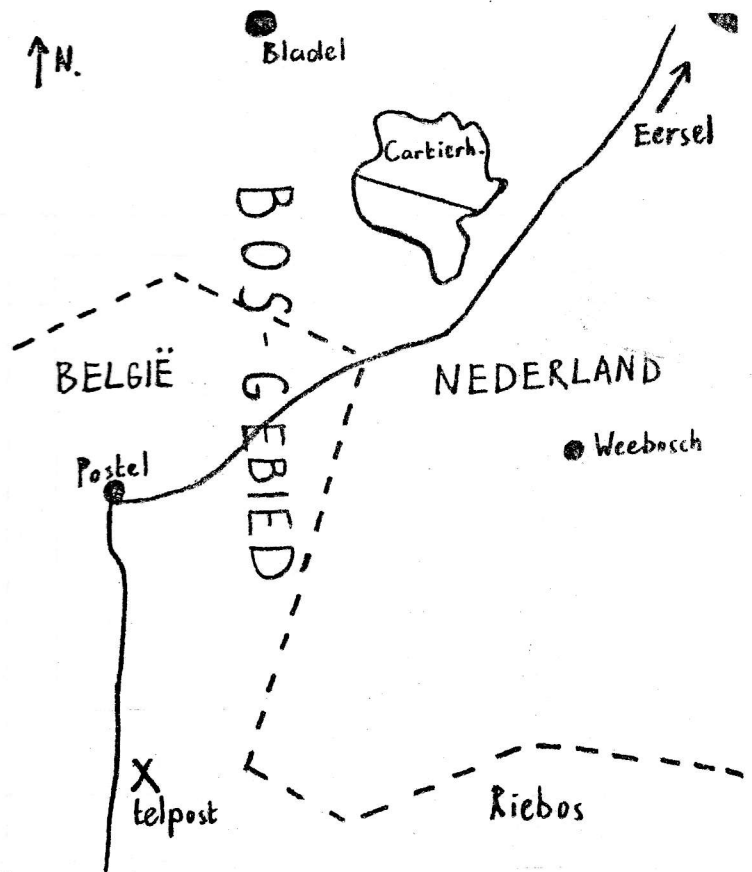 N.
Bladel
Eersel
Cartierh.
BOS-GEBIED
BELGIË
NEDERLAND
Postel
Weebosch
X
telpost
Riebos